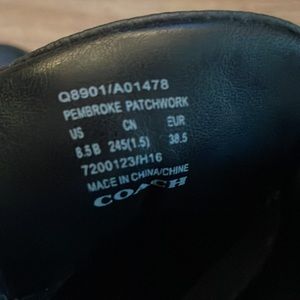 Q8901/A01478
PEMBROKE PATCHWORK
US CN EUR
8.5 B 245(1.5) 38.5
7200123/H16
MADE IN CHINA/CHINE
COACH